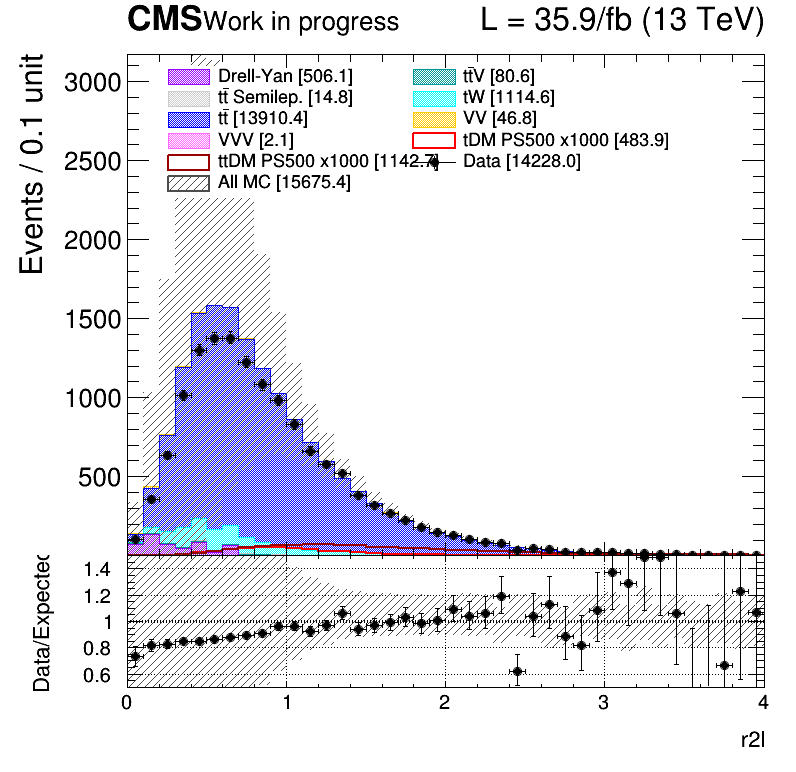 CMS Work in progress L = 35.9/fb (13 TeV)
Events / 0.1 unit
3000
2500
2000
1500
1000
500
Drell-Yan [506.1]
tt̄V [80.6]
tt̄ Semilep. [14.8]
tW [1114.6]
tt̄ [13910.4]
VV [46.8]
VVV [2.1]
tDM PS500 x1000 [483.9]
ttDM PS500 x1000 [1142.7]
Data [14228.0]
All MC [15675.4]
Data/Expected
1.4
1.2
1
0.8
0.6
0 1 2 3 4
r2l